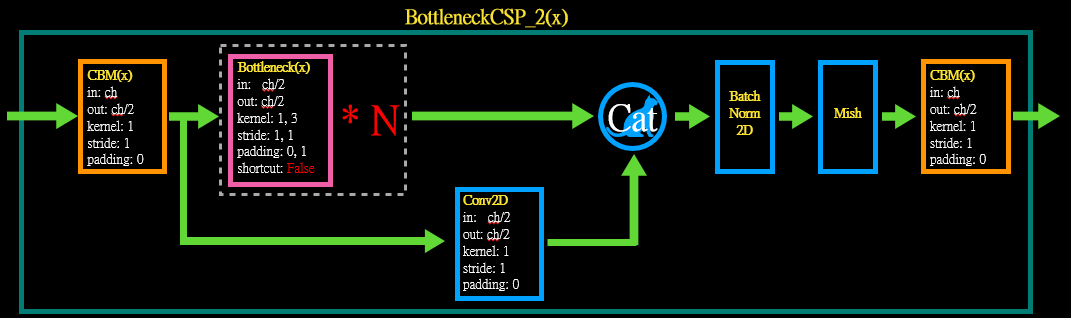 BottleneckCSP_2(x)
CBM(x)
in: ch
out: ch/2
kernel: 1
stride: 1
padding: 0
Bottleneck(x)
in: ch/2
out: ch/2
kernel: 1, 3
stride: 1, 1
padding: 0, 1
shortcut: False
* N
Conv2D
in: ch/2
out: ch/2
kernel: 1
stride: 1
padding: 0
Cat
Batch
Norm
2D
Mish
CBM(x)
in: ch
out: ch/2
kernel: 1
stride: 1
padding: 0